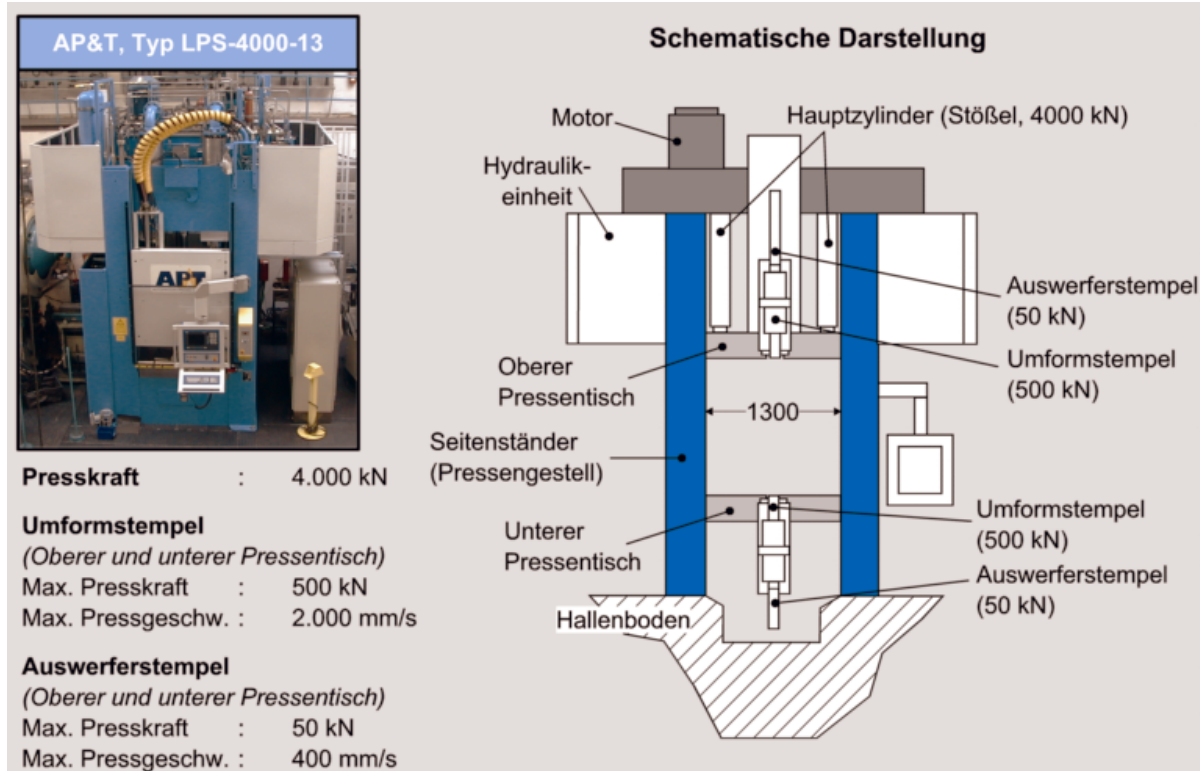 AP&T, Typ LPS-4000-13
APT
Presskraft : 4.000 kN
Umformstempel
(Oberer und unterer Pressentisch)
Max. Presskraft : 500 kN
Max. Pressgeschw. : 2.000 mm/s
Auswerferstempel
(Oberer und unterer Pressentisch)
Max. Presskraft : 50 kN
Max. Pressgeschw. : 400 mm/s
Schematische Darstellung
Motor
Hauptzylinder (Stößel, 4000 kN)
Hydraulik-
einheit
Auswerferstempel
(50 kN)
Umformstempel
(500 kN)
Oberer
Pressentisch
1300
Seitenständer
(Pressengestell)
Unterer
Pressentisch
Umformstempel
(500 kN)
Auswerferstempel
(50 kN)
Hallenboden